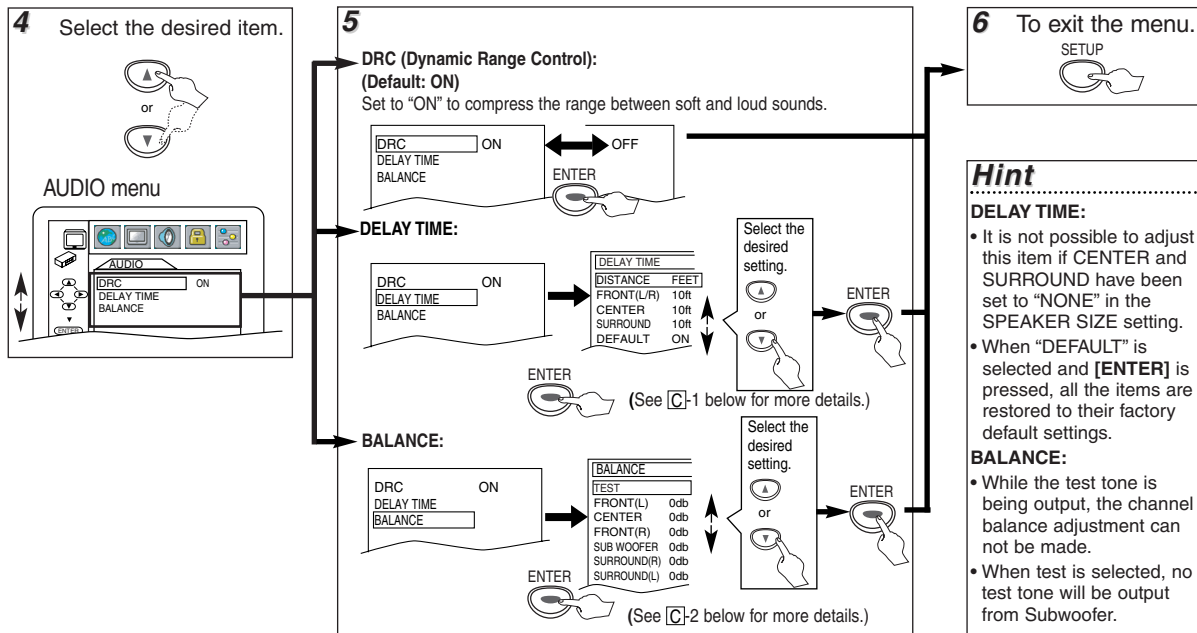 4 Select the desired item.
or
AUDIO menu
AUDIO
DRC ON
DELAY TIME
BALANCE
ENTER
5
DRC (Dynamic Range Control):
(Default: ON)
Set to “ON” to compress the range between soft and loud sounds.
DRC ON OFF
DELAY TIME
BALANCE
ENTER
DELAY TIME:
DRC ON
DELAY TIME
BALANCE
DELAY TIME
DISTANCE FEET
FRONT(L/R) 10ft
CENTER 10ft
SURROUND 10ft
DEFAULT ON
Select the
desired
setting.
or
ENTER
ENTER
(See C-1 below for more details.)
BALANCE:
DRC ON
DELAY TIME
BALANCE
BALANCE
TEST
FRONT(L) 0db
CENTER 0db
FRONT(R) 0db
SUB WOOFER 0db
SURROUND(R) 0db
SURROUND(L) 0db
Select the
desired
setting.
or
ENTER
ENTER
(See C-2 below for more details.)
6 To exit the menu.
SETUP
Hint
DELAY TIME:
• It is not possible to adjust
this item if CENTER and
SURROUND have been
set to “NONE” in the
SPEAKER SIZE setting.
• When “DEFAULT” is
selected and [ENTER] is
pressed, all the items are
restored to their factory
default settings.
BALANCE:
• While the test tone is
being output, the channel
balance adjustment can
not be made.
• When test is selected, no
test tone will be output
from Subwoofer.